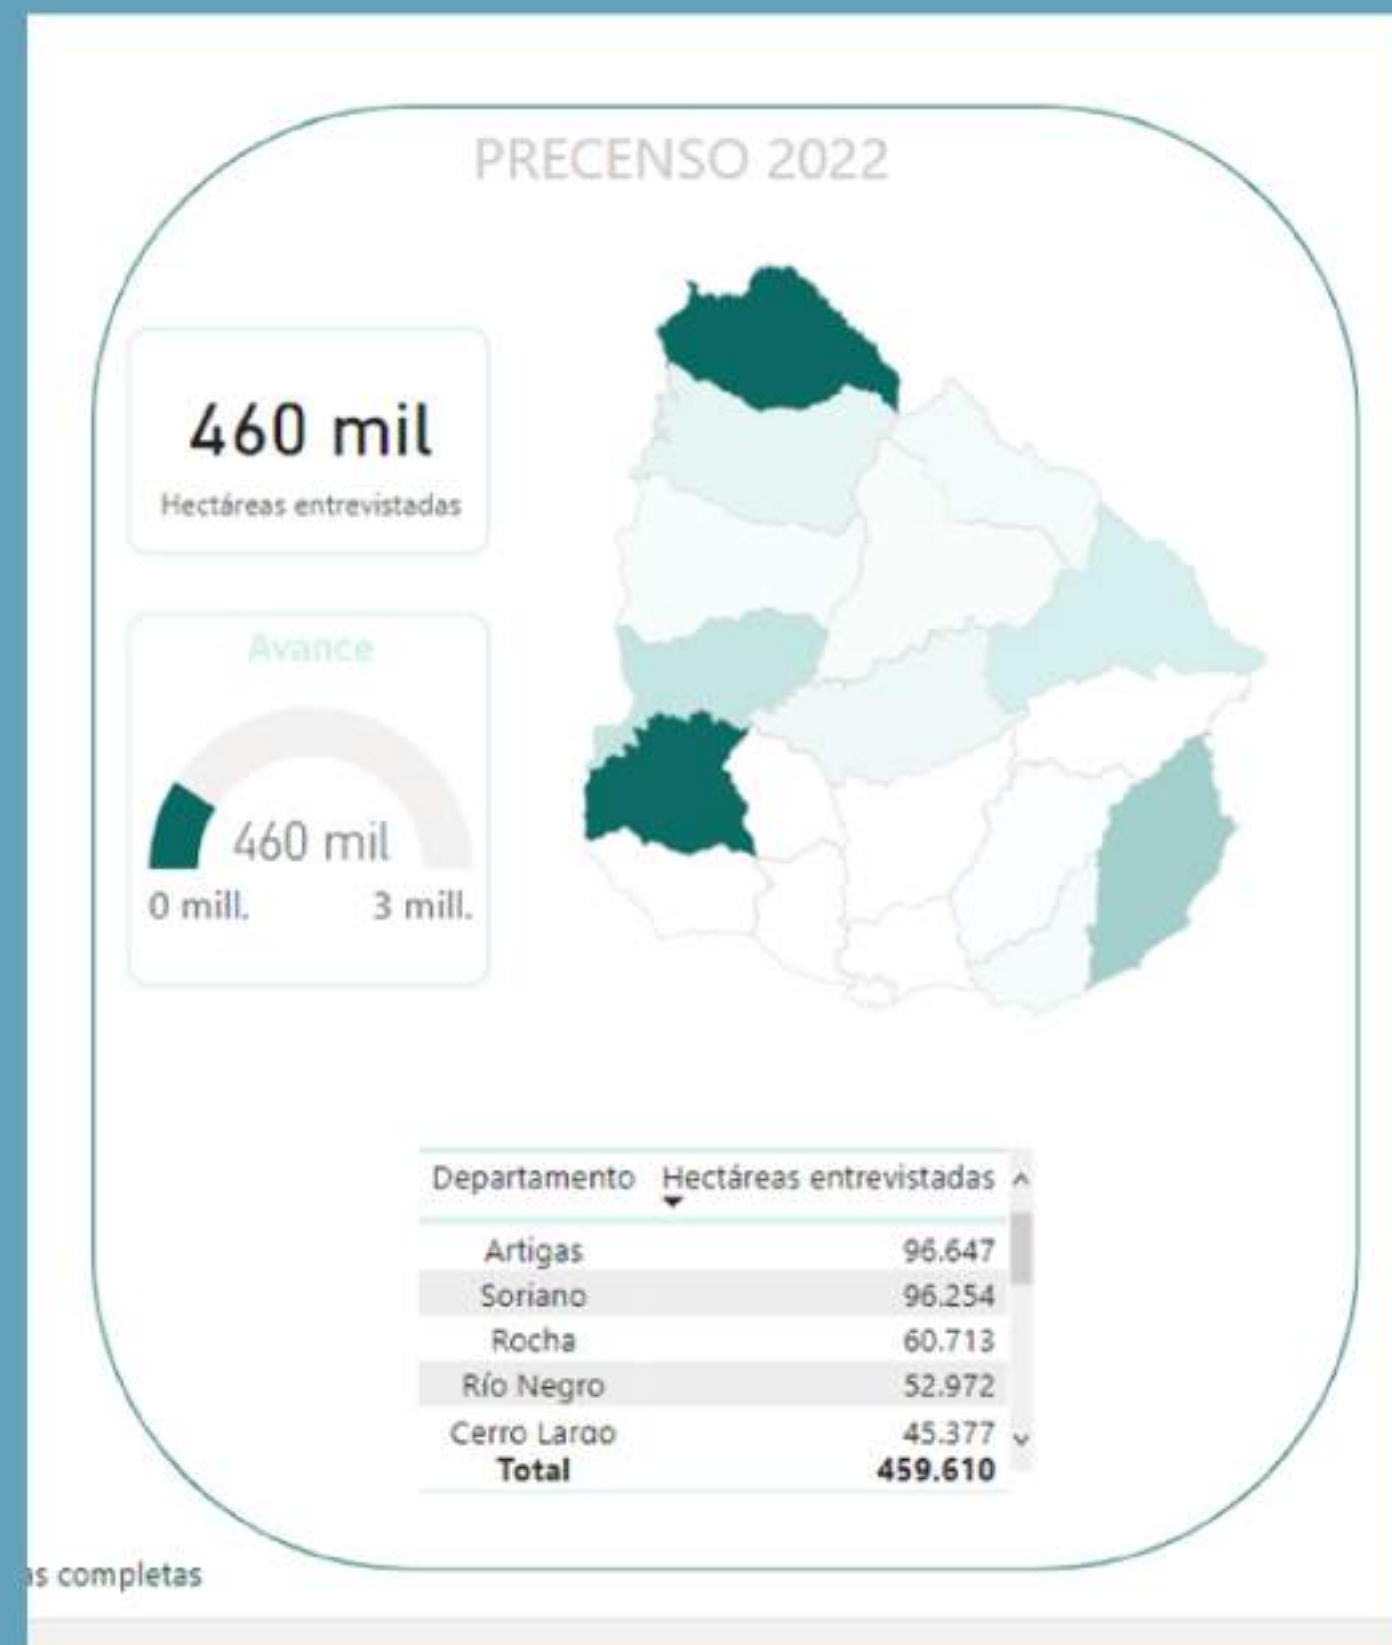 PRECENSO 2022
460 mil
Hectáreas entrevistadas
Avance
460 mil
0 mill. 3 mill.
Departamento Hectáreas entrevistadas
Artigas 96.647
Soriano 96.254
Rocha 60.713
Río Negro 52.972
Cerro Largo 45.377
Total 459.610
as completas